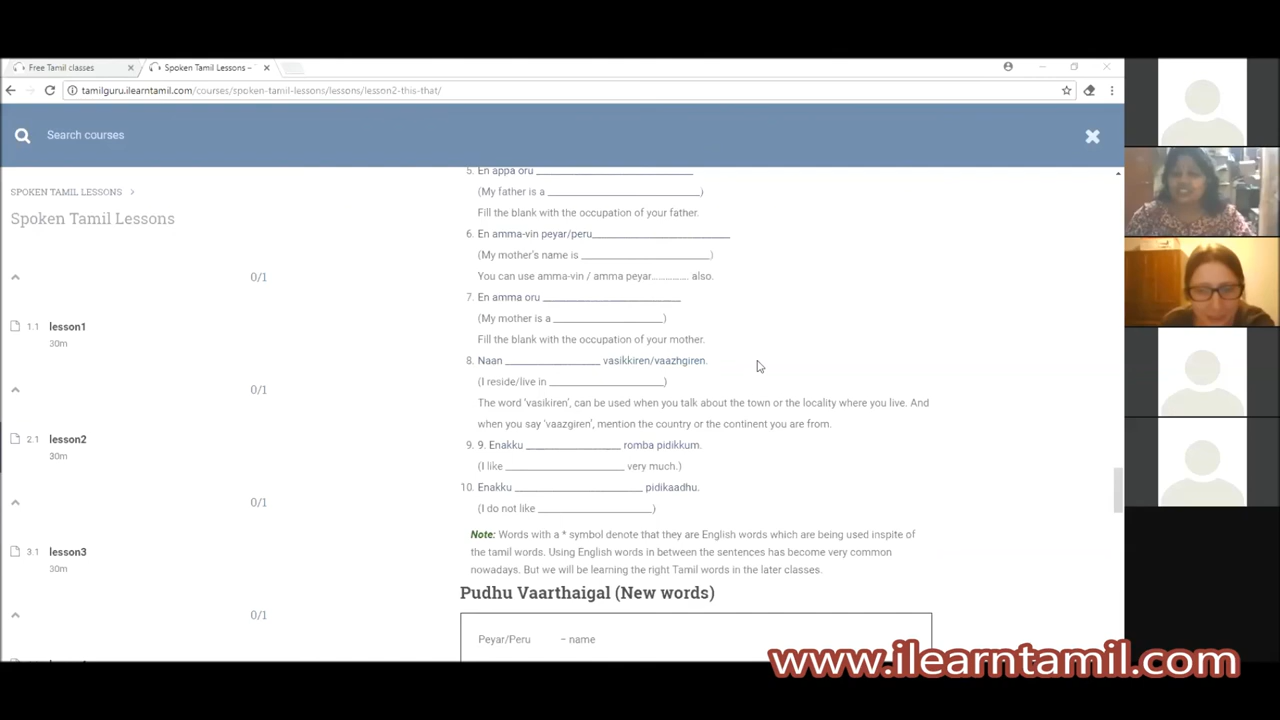 Free Tamil classes
Spoken Tamil Lessons –
tamilguru.ilearntamil.com/courses/spoken-tamil-lessons/lessons/lesson2-this-that/
Search courses
SPOKEN TAMIL LESSONS >
Spoken Tamil Lessons
0/1
1.1 lesson1
30m
0/1
2.1 lesson2
30m
0/1
3.1 lesson3
30m
0/1
5. En appa oru ____________________
(My father is a ____________________)
Fill the blank with the occupation of your father.
6. En amma-vin peyar/peru____________________
(My mother's name is ____________________)
You can use amma-vin / amma peyar................ also.
7. En amma oru ____________________
(My mother is a ____________________)
Fill the blank with the occupation of your mother.
8. Naan ____________________ vasikkiren/vaazhgiren.
(I reside/live in ____________________)
The word 'vasikiren', can be used when you talk about the town or the locality where you live. And
when you say 'vaazgiren', mention the country or the continent you are from.
9. 9. Enakku ____________________ romba pidikkum.
(I like ____________________ very much.)
10. Enakku ____________________ pidikaadhu.
(I do not like ____________________)
Note: Words with a * symbol denote that they are English words which are being used inspite of
the tamil words. Using English words in between the sentences has become very common
nowadays. But we will be learning the right Tamil words in the later classes.
Pudhu Vaarthaigal (New words)
Peyar/Peru – name
www.ilearntamil.com